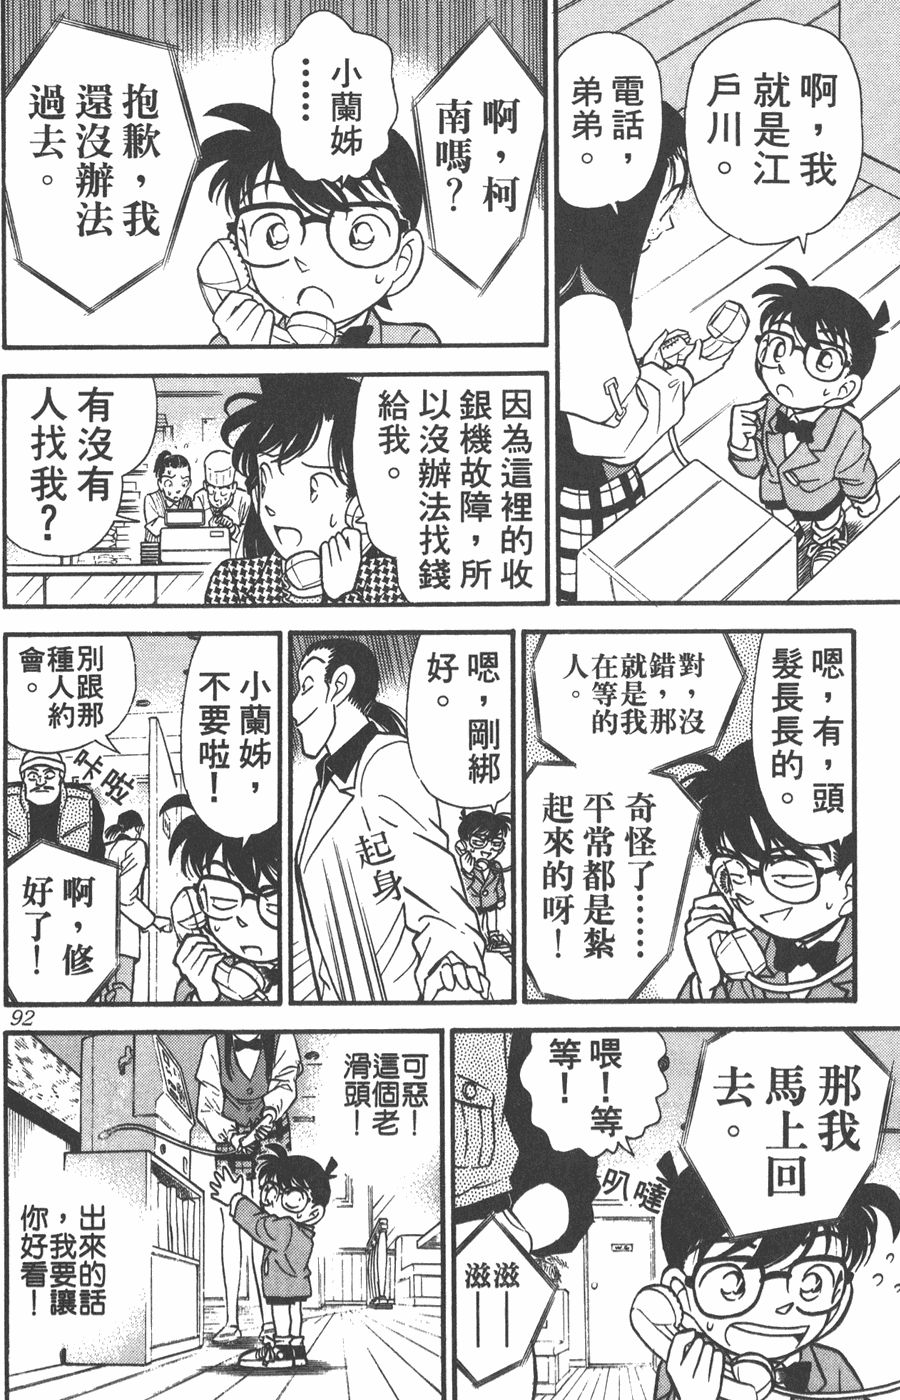 電話，
弟弟。
啊，我
就是江
戶川。
啊，柯
南嗎？
小蘭姊
……
抱歉，我
還沒辦法
過去。
因為這裡的收
銀機故障，所
以沒辦法找錢
給我。
有沒有
人找我？
嗯，有，頭
髮長長的。
對，沒
錯，那
就是我
在等的
人。
奇怪了……
平常都是紮
起來的呀！
嗯，剛綁
好。
起身
小蘭姊，
不要啦！
別跟那
種人約
會。
咔啦
啊，修
好了！
那我
馬上回
去。
喂！等
等！
叭噠
W.C
滋滋
——
可惡！
這個老
滑頭！
出來的話
，我要讓
你好看！
92